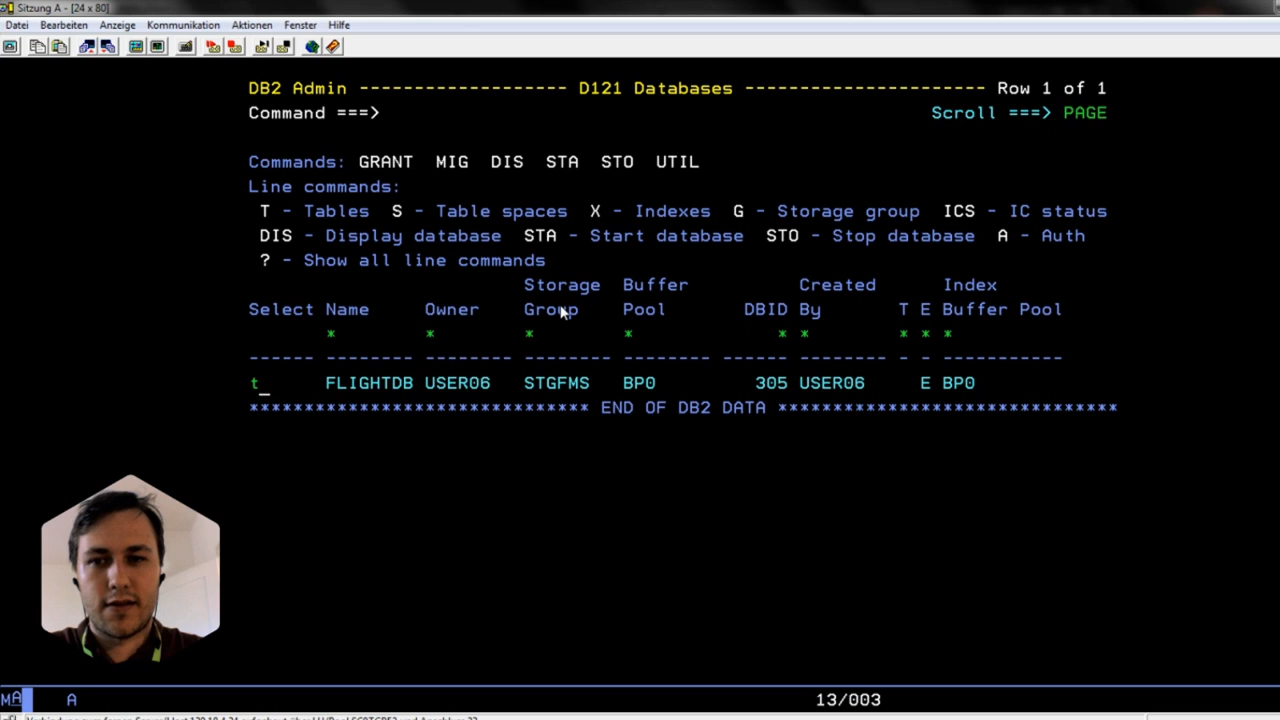 Sitzung A - [24 x 80]
Datei Bearbeiten Anzeige Kommunikation Aktionen Fenster Hilfe
DB2 Admin ------------------- D121 Databases ---------------------- Row 1 of 1
Command ===> Scroll ===> PAGE
Commands: GRANT MIG DIS STA STO UTIL
Line commands:
T - Tables S - Table spaces X - Indexes G - Storage group ICS - IC status
DIS - Display database STA - Start database STO - Stop database A - Auth
? - Show all line commands
Storage Buffer Created Index
Select Name Owner Group Pool DBID By T E Buffer Pool
* * * * * * * * *
------ -------- -------- -------- -------- ------ -------- - - -----------
t_ FLIGHTDB USER06 STGFMS BP0 305 USER06 E BP0
******************************* END OF DB2 DATA *******************************
MA A 13/003